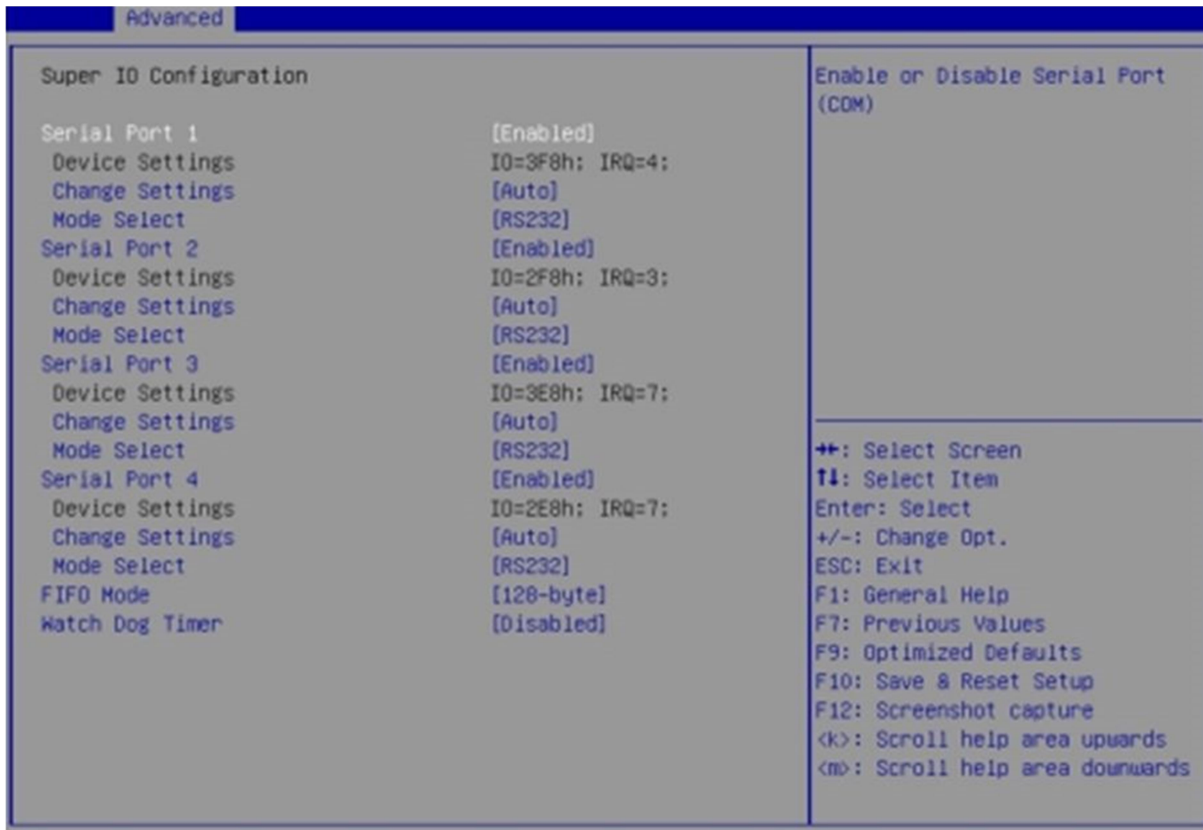 Advanced
Super IO Configuration
Serial Port 1 [Enabled]
Device Settings IO=3F8h; IRQ=4;
Change Settings [Auto]
Mode Select [RS232]
Serial Port 2 [Enabled]
Device Settings IO=2F8h; IRQ=3;
Change Settings [Auto]
Mode Select [RS232]
Serial Port 3 [Enabled]
Device Settings IO=3E8h; IRQ=7;
Change Settings [Auto]
Mode Select [RS232]
Serial Port 4 [Enabled]
Device Settings IO=2E8h; IRQ=7;
Change Settings [Auto]
Mode Select [RS232]
FIFO Mode [128-byte]
Watch Dog Timer [Disabled]
Enable or Disable Serial Port
(COM)
→←: Select Screen
↑↓: Select Item
Enter: Select
+/-: Change Opt.
ESC: Exit
F1: General Help
F7: Previous Values
F9: Optimized Defaults
F10: Save & Reset Setup
F12: Screenshot capture
<k>: Scroll help area upwards
<m>: Scroll help area downwards